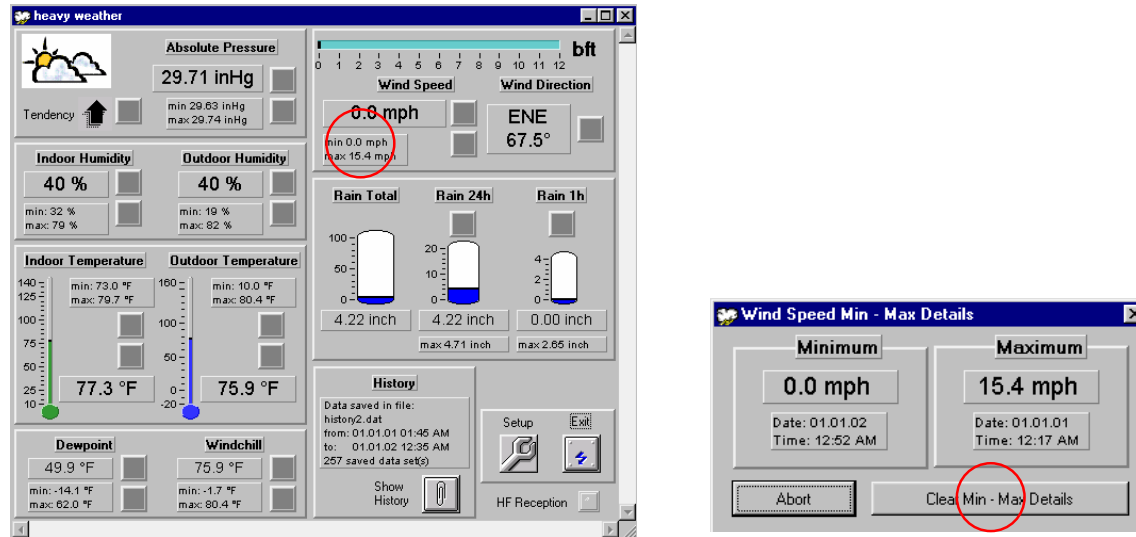 heavy weather
Absolute Pressure
29.71 inHg
Tendency
min 29.63 inHg
max 29.74 inHg
Indoor Humidity
40 %
min: 32 %
max: 79 %
Outdoor Humidity
40 %
min: 19 %
max: 82 %
Indoor Temperature
140
125
100
75
50
25
10
min: 73.0 °F
max: 79.7 °F
77.3 °F
Outdoor Temperature
160
100
50
0
-20
min: 10.0 °F
max: 80.4 °F
75.9 °F
Dewpoint
49.9 °F
min: -14.1 °F
max: 62.0 °F
Windchill
75.9 °F
min: -1.7 °F
max: 80.4 °F
bft
0 1 2 3 4 5 6 7 8 9 10 11 12
Wind Speed
0.0 mph
min 0.0 mph
max 15.4 mph
Wind Direction
ENE
67.5°
Rain Total
100
50
0
4.22 inch
Rain 24h
20
10
0
4.22 inch
max 4.71 inch
Rain 1h
4
2
0
0.00 inch
max 2.65 inch
History
Data saved in file:
history2.dat
from: 01.01.01 01:45 AM
to: 01.01.02 12:35 AM
257 saved data set(s)
Show
History
Setup
Exit
HF Reception
Wind Speed Min - Max Details
Minimum
0.0 mph
Date: 01.01.02
Time: 12:52 AM
Maximum
15.4 mph
Date: 01.01.01
Time: 12:17 AM
Abort
Clear Min - Max Details